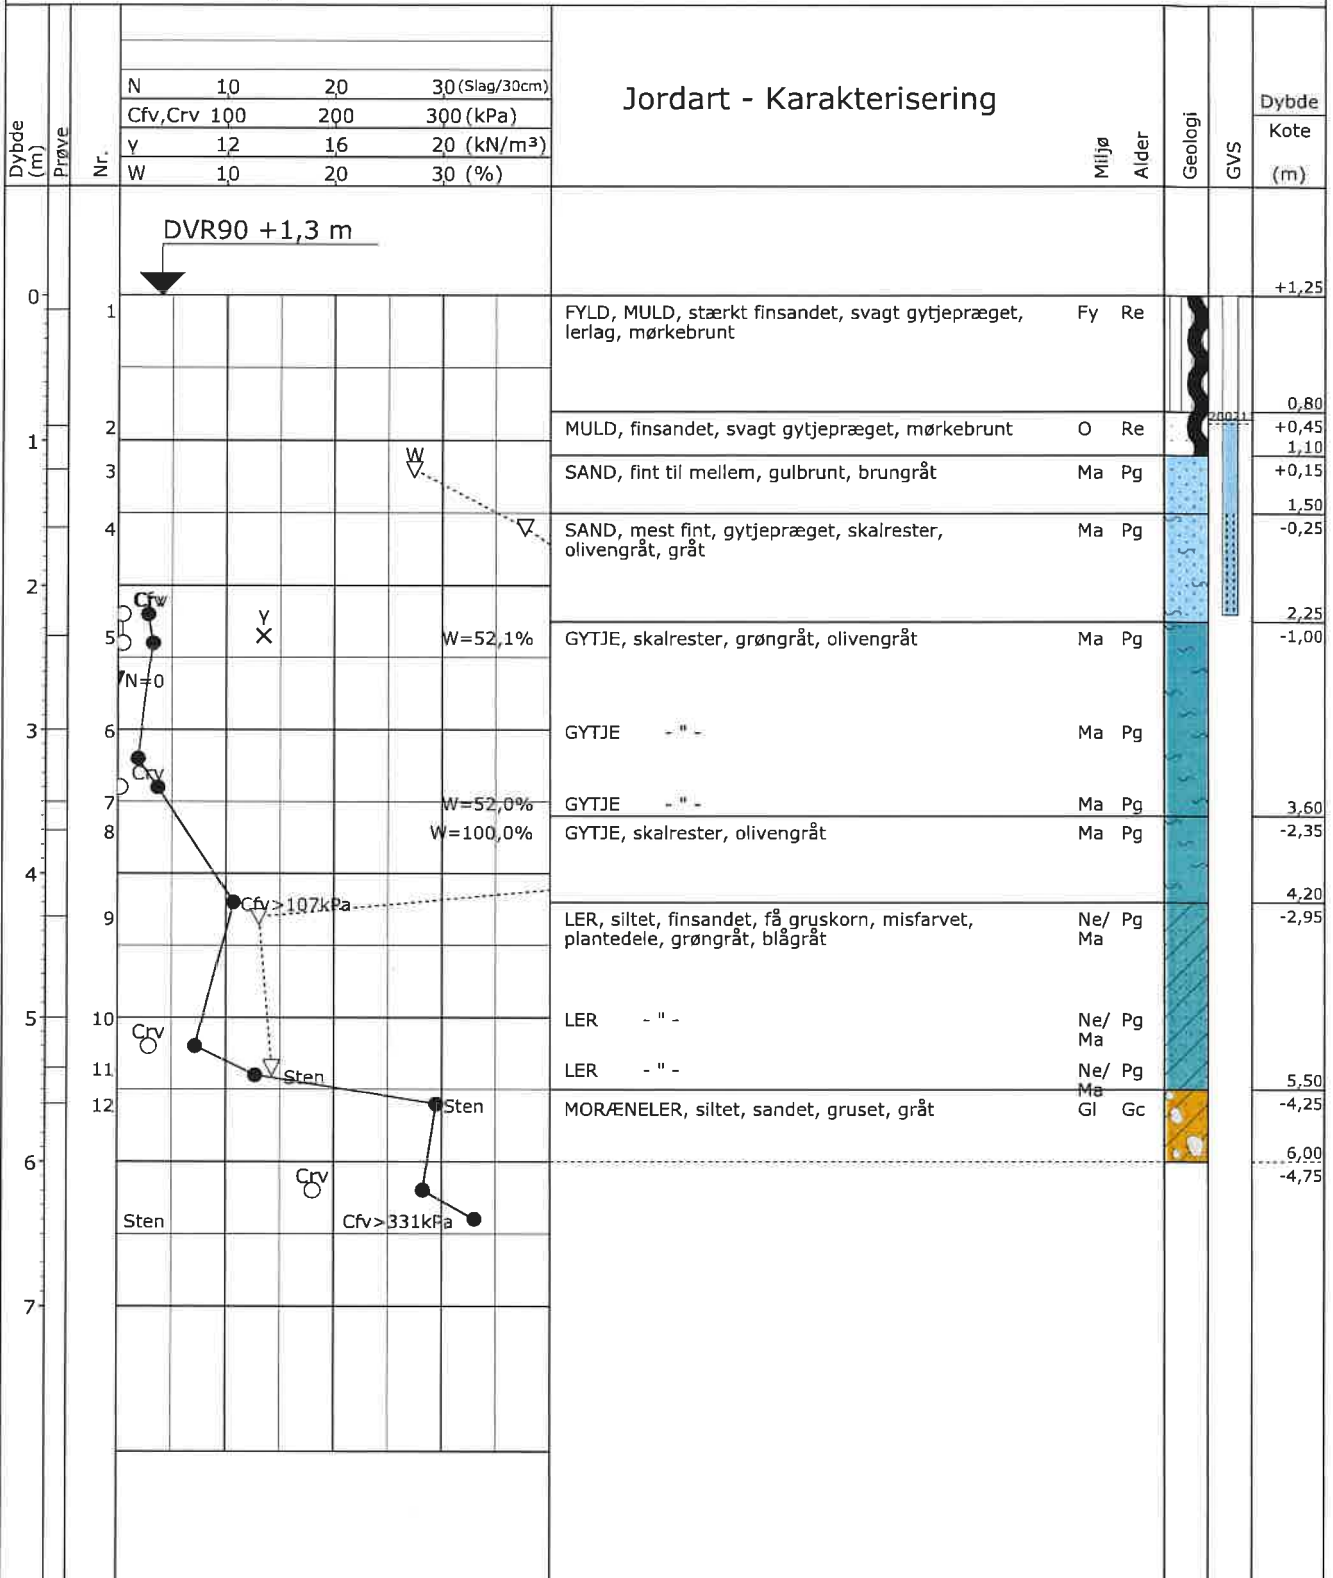 N 10 20 30 (Slag/30cm)
Cfv,Crv 100 200 300 (kPa)
γ 12 16 20 (kN/m³)
W 10 20 30 (%)
Dybde (m)
Prøve
Nr.
Jordart - Karakterisering
Miljø
Alder
Geologi
GVS
Dybde
Kote
(m)
DVR90 +1,3 m
+1,25
0
1 FYLD, MULD, stærkt finsandet, svagt gytjepræget, Fy Re
lerlag, mørkebrunt
0,80
2 MULD, finsandet, svagt gytjepræget, mørkebrunt O Re +0,45
1
1,10
W
3 SAND, fint til mellem, gulbrunt, brungråt Ma Pg +0,15
1,50
4 SAND, mest fint, gytjepræget, skalrester, Ma Pg -0,25
olivengråt, gråt
2
2,25
γ
5 W=52,1% GYTJE, skalrester, grøngråt, olivengråt Ma Pg -1,00
N=0
3 6 GYTJE - " - Ma Pg
Crv
7 W=52,0% GYTJE - " - Ma Pg 3,60
8 W=100,0% GYTJE, skalrester, olivengråt Ma Pg -2,35
4
4,20
Cfv>107kPa
9 LER, siltet, finsandet, få gruskorn, misfarvet, Ne/ Pg -2,95
plantedele, grøngråt, blågråt Ma
5 10 LER - " - Ne/ Pg
Crv Ma
11 Sten LER - " - Ne/ Pg
Ma
5,50
12 Sten MORÆNELER, siltet, sandet, gruset, gråt Gl Gc -4,25
6 6,00
Crv -4,75
Sten Cfv>331kPa
7